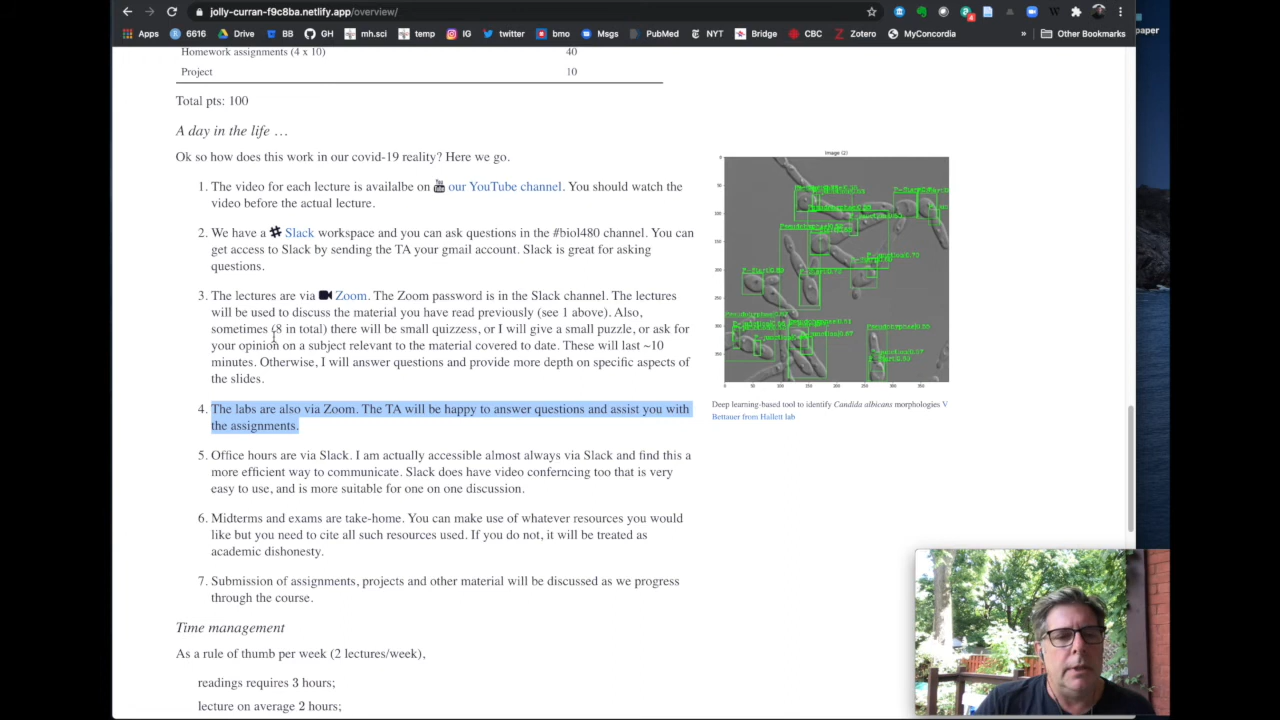 jolly-curran-f9c8ba.netlify.app/overview/
Apps 6816 Drive BB GH mh.sci temp IG twitter bmo Msgs PubMed NYT Bridge CBC Zotero MyConcordia » Other Bookmarks
paper
Homework assignments (4 x 10) 40
Project 10
Total pts: 100
A day in the life …
Ok so how does this work in our covid-19 reality? Here we go.
1. The video for each lecture is availalbe on You Tube our YouTube channel. You should watch the
video before the actual lecture.
2. We have a Slack workspace and you can ask questions in the #biol480 channel. You can
get access to Slack by sending the TA your gmail account. Slack is great for asking
questions.
3. The lectures are via Zoom. The Zoom password is in the Slack channel. The lectures
will be used to discuss the material you have read previously (see 1 above). Also,
sometimes (8 in total) there will be small quizzess, or I will give a small puzzle, or ask for
your opinion on a subject relevant to the material covered to date. These will last ~10
minutes. Otherwise, I will answer questions and provide more depth on specific aspects of
the slides.
4. The labs are also via Zoom. The TA will be happy to answer questions and assist you with
the assignments.
5. Office hours are via Slack. I am actually accessible almost always via Slack and find this a
more efficient way to communicate. Slack does have video conferncing too that is very
easy to use, and is more suitable for one on one discussion.
6. Midterms and exams are take-home. You can make use of whatever resources you would
like but you need to cite all such resources used. If you do not, it will be treated as
academic dishonesty.
7. Submission of assignments, projects and other material will be discussed as we progress
through the course.
Time management
As a rule of thumb per week (2 lectures/week),
readings requires 3 hours;
lecture on average 2 hours;
Deep learning-based tool to identify Candida albicans morphologies V
Bettauer from Hallett lab